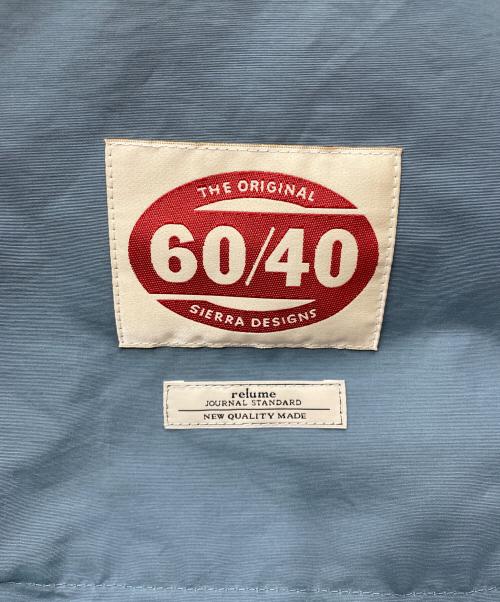 THE ORIGINAL
60/40
SIERRA DESIGNS
relume
JOURNAL STANDARD
NEW QUALITY MADE